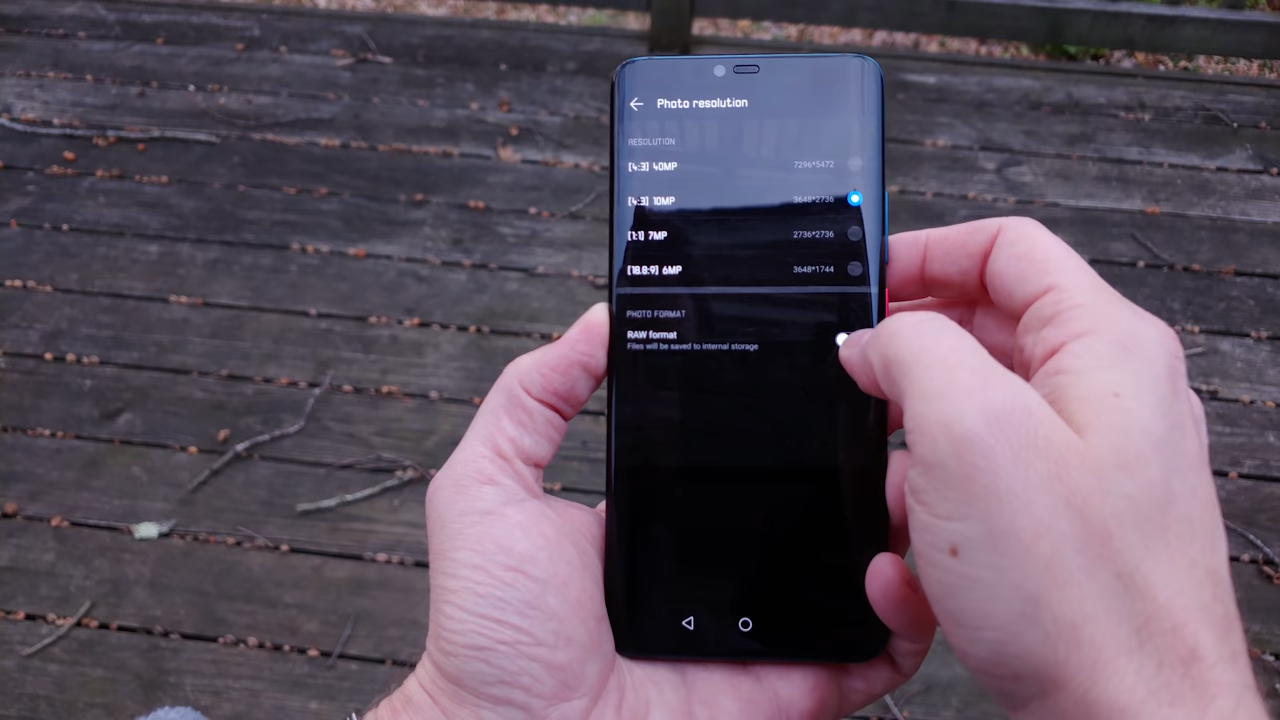 Photo resolution
RESOLUTION
[4:3] 40MP 7296*5472
[4:3] 10MP 3648*2736
[1:1] 7MP 2736*2736
[18.8:9] 6MP 3648*1744
PHOTO FORMAT
RAW format
Files will be saved to internal storage